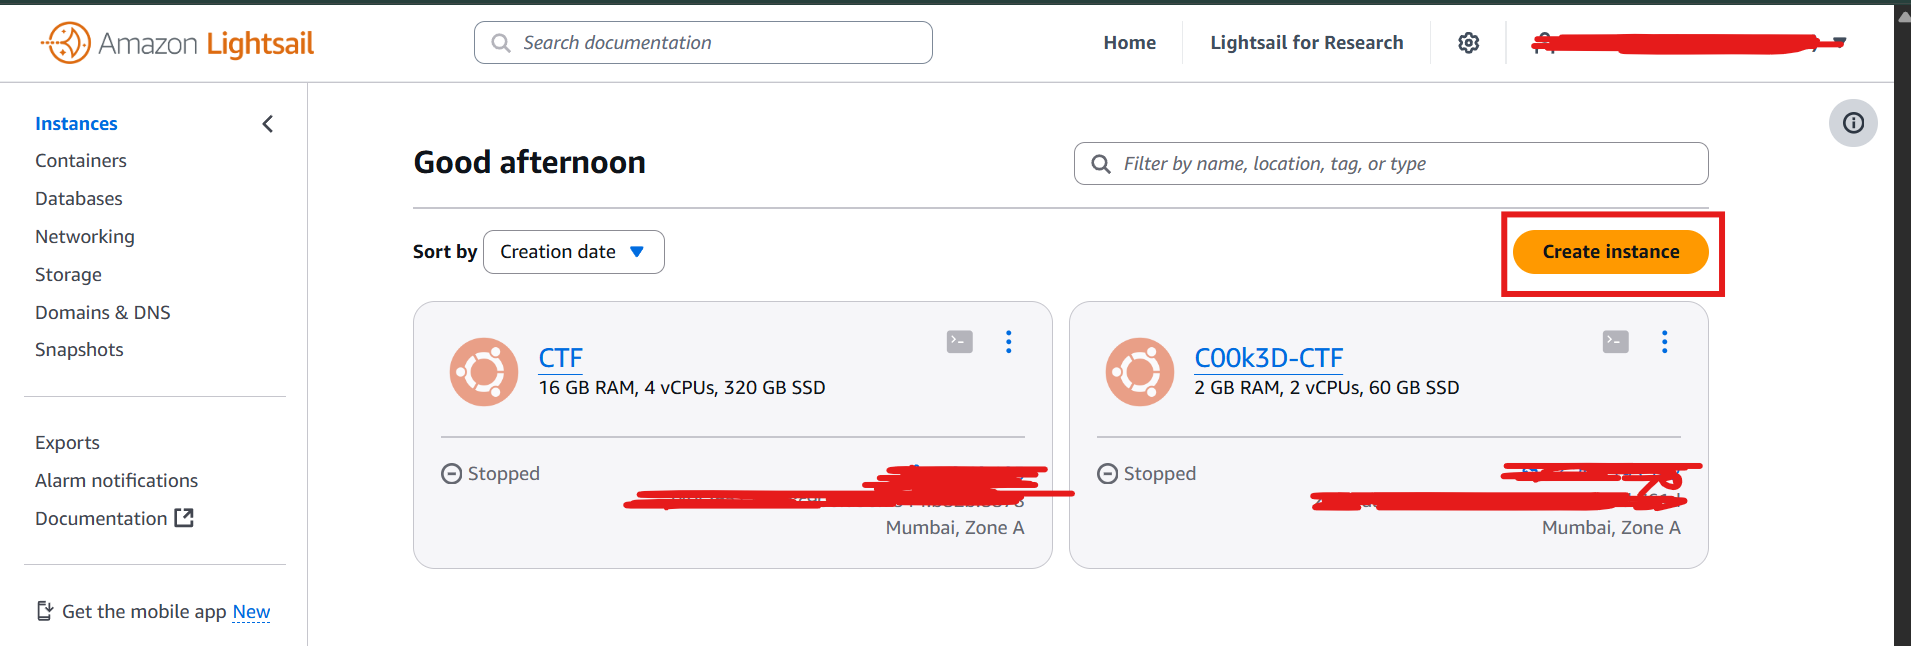 Amazon Lightsail
Search documentation
Home
Lightsail for Research
Instances
Containers
Databases
Networking
Storage
Domains & DNS
Snapshots
Exports
Alarm notifications
Documentation
Get the mobile app New
Good afternoon
Filter by name, location, tag, or type
Sort by Creation date
Create instance
CTF
16 GB RAM, 4 vCPUs, 320 GB SSD
Stopped
Mumbai, Zone A
C00k3D-CTF
2 GB RAM, 2 vCPUs, 60 GB SSD
Stopped
Mumbai, Zone A